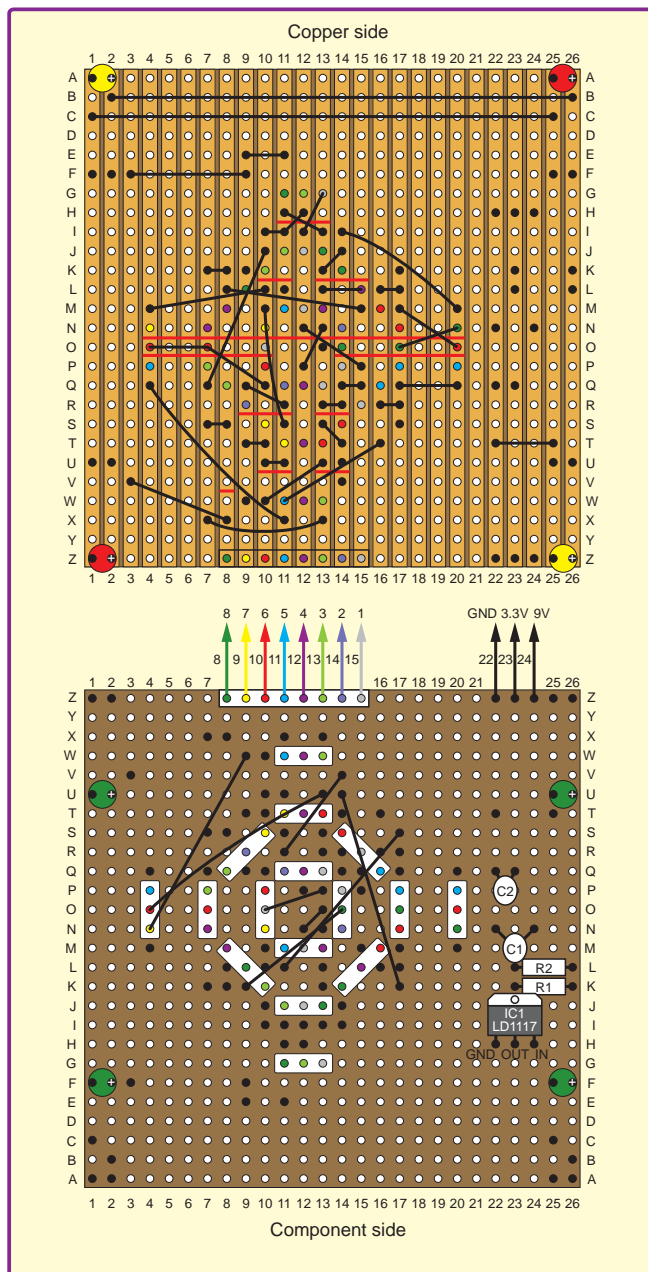 Copper side
1 2 3 4 5 6 7 8 9 10 11 12 13 14 15 16 17 18 19 20 21 22 23 24 25 26
A + + A
B B
C C
D D
E E
F F
G G
H H
I I
J J
K K
L L
M M
N N
O O
P P
Q Q
R R
S S
T T
U U
V V
W W
X X
Y Y
Z + + Z
1 2 3 4 5 6 7 8 9 10 11 12 13 14 15 16 17 18 19 20 21 22 23 24 25 26
8 7 6 5 4 3 2 1 GND 3.3V 9V
8 9 10 11 12 13 14 15 22 23 24
1 2 3 4 5 6 7 16 17 18 19 20 21 25 26
Z Z
Y Y
X X
W W
V V
U + + U
T T
S S
R R
Q Q
P C2 P
O O
N N
M C1 M
L R2 L
K R1 K
J J
IC1
I LD1117 I
H H
GND OUT IN
G G
F + + F
E E
D D
C C
B B
A A
1 2 3 4 5 6 7 8 9 10 11 12 13 14 15 16 17 18 19 20 21 22 23 24 25 26
Component side